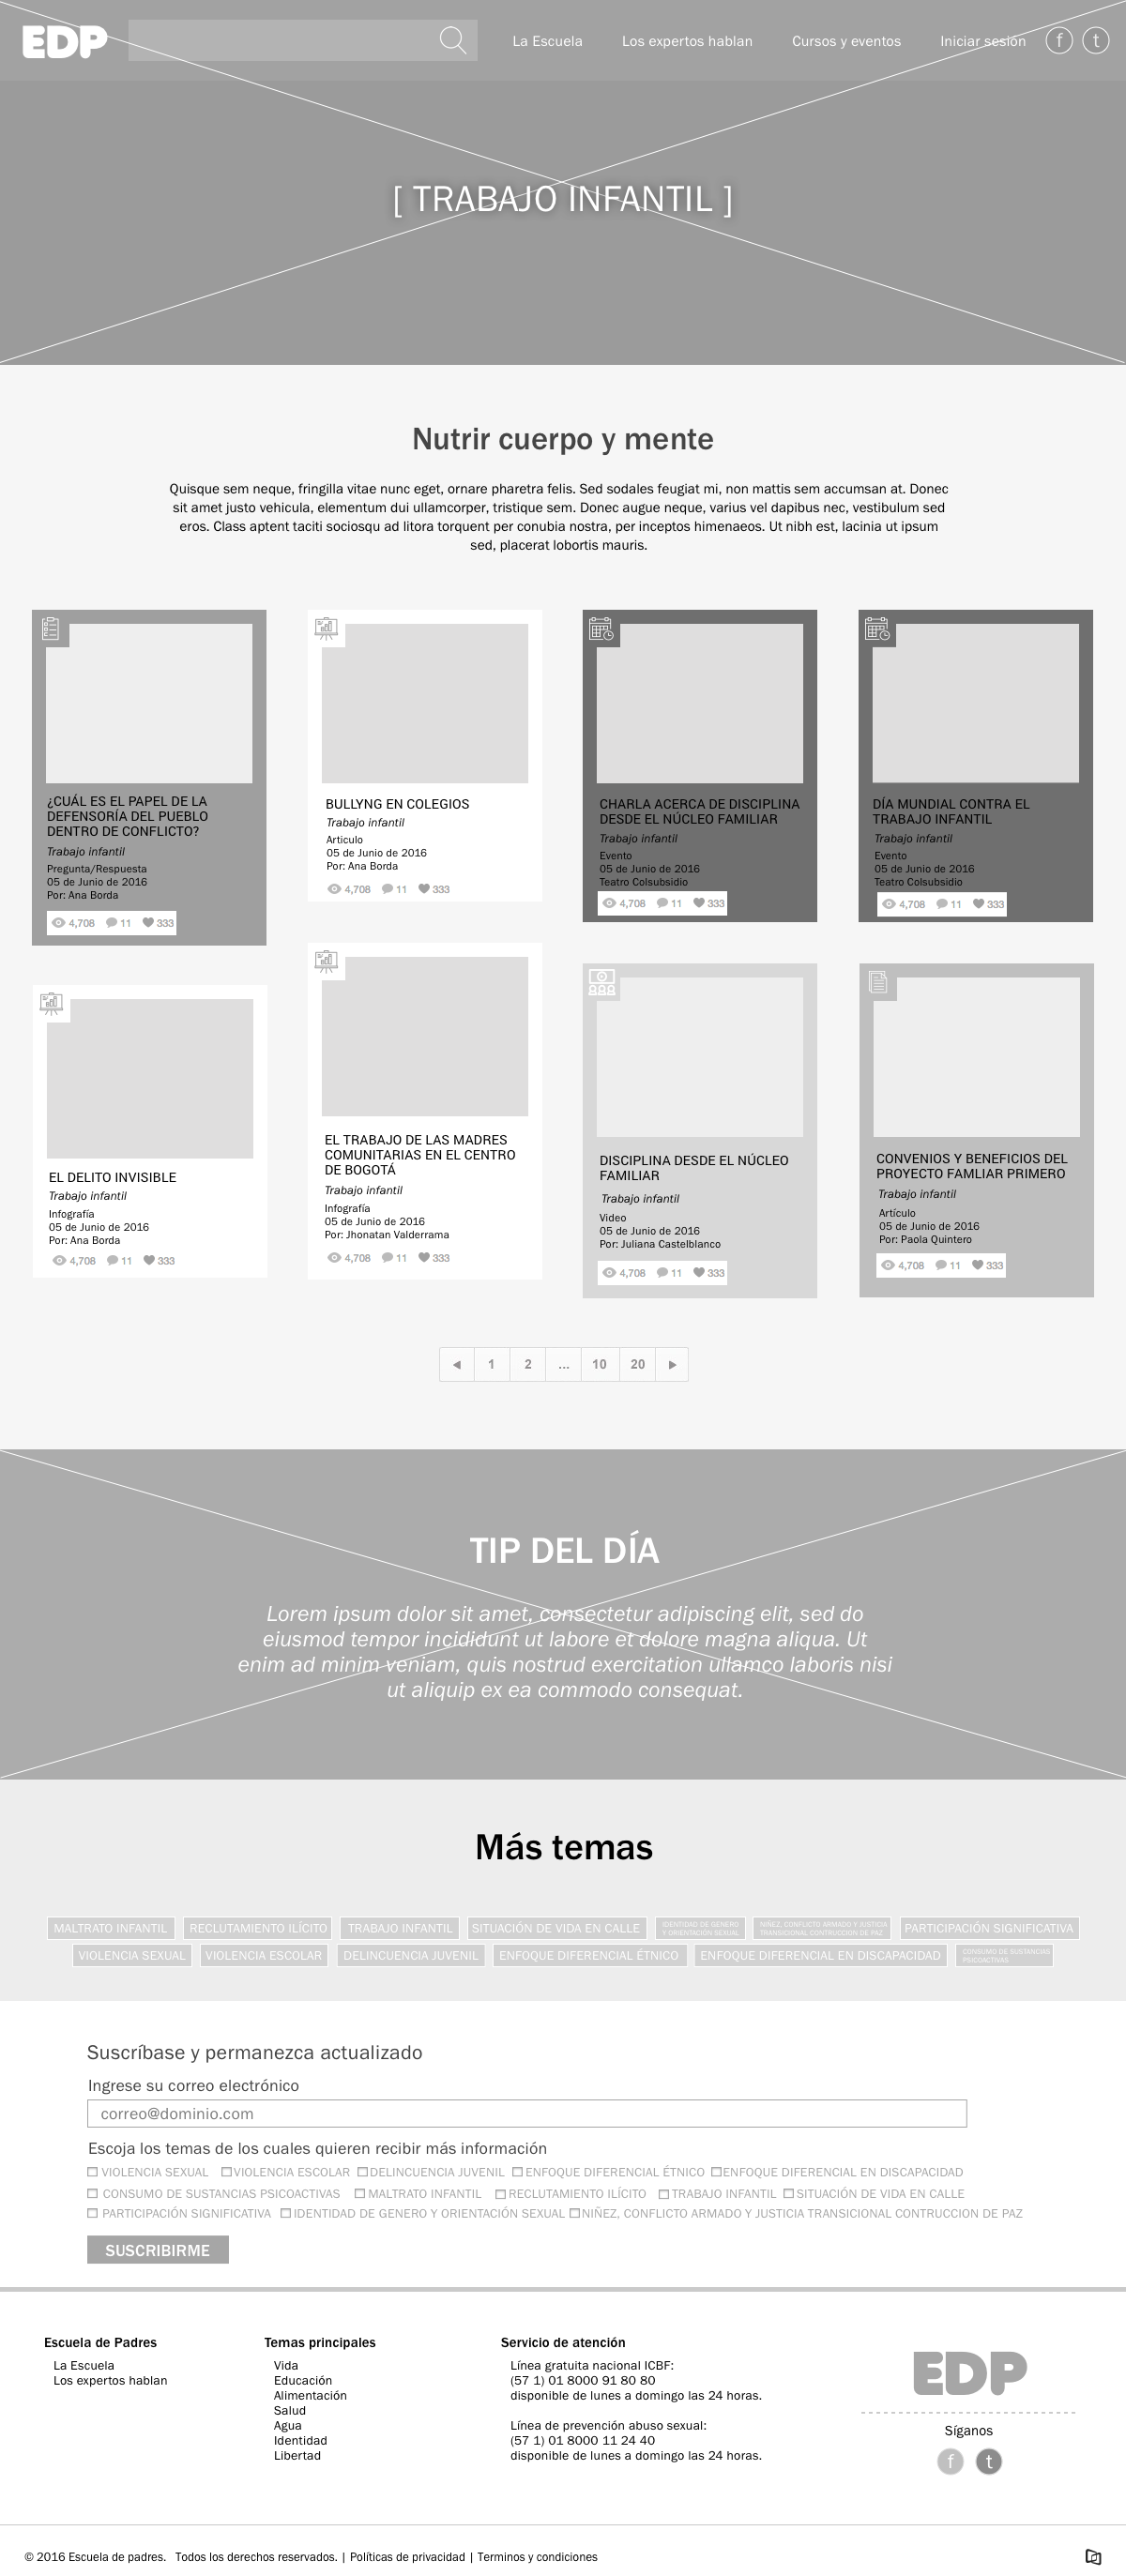 EDP
La Escuela
Los expertos hablan
Cursos y eventos
Iniciar sesión
f
t
[ TRABAJO INFANTIL ]
Nutrir cuerpo y mente
Quisque sem neque, fringilla vitae nunc eget, ornare pharetra felis. Sed sodales feugiat mi, non mattis sem accumsan at. Donec
sit amet justo vehicula, elementum dui ullamcorper, tristique sem. Donec augue neque, varius vel dapibus nec, vestibulum sed
eros. Class aptent taciti sociosqu ad litora torquent per conubia nostra, per inceptos himenaeos. Ut nibh est, lacinia ut ipsum
sed, placerat lobortis mauris.
¿CUÁL ES EL PAPEL DE LA
DEFENSORÍA DEL PUEBLO
DENTRO DE CONFLICTO?
Trabajo infantil
Pregunta/Respuesta
05 de Junio de 2016
Por: Ana Borda
4,708 11 333
BULLYNG EN COLEGIOS
Trabajo infantil
Articulo
05 de Junio de 2016
Por: Ana Borda
4,708 11 333
CHARLA ACERCA DE DISCIPLINA
DESDE EL NÚCLEO FAMILIAR
Trabajo infantil
Evento
05 de Junio de 2016
Teatro Colsubsidio
4,708 11 333
DÍA MUNDIAL CONTRA EL
TRABAJO INFANTIL
Trabajo infantil
Evento
05 de Junio de 2016
Teatro Colsubsidio
4,708 11 333
EL DELITO INVISIBLE
Trabajo infantil
Infografía
05 de Junio de 2016
Por: Ana Borda
4,708 11 333
EL TRABAJO DE LAS MADRES
COMUNITARIAS EN EL CENTRO
DE BOGOTÁ
Trabajo infantil
Infografía
05 de Junio de 2016
Por: Jhonatan Valderrama
4,708 11 333
DISCIPLINA DESDE EL NÚCLEO
FAMILIAR
Trabajo infantil
Video
05 de Junio de 2016
Por: Juliana Castelblanco
4,708 11 333
CONVENIOS Y BENEFICIOS DEL
PROYECTO FAMLIAR PRIMERO
Trabajo infantil
Artículo
05 de Junio de 2016
Por: Paola Quintero
4,708 11 333
1 2 ... 10 20
TIP DEL DÍA
Lorem ipsum dolor sit amet, consectetur adipiscing elit, sed do
eiusmod tempor incididunt ut labore et dolore magna aliqua. Ut
enim ad minim veniam, quis nostrud exercitation ullamco laboris nisi
ut aliquip ex ea commodo consequat.
Más temas
MALTRATO INFANTIL
RECLUTAMIENTO ILÍCITO
TRABAJO INFANTIL
SITUACIÓN DE VIDA EN CALLE
IDENTIDAD DE GENERO
Y ORIENTACIÓN SEXUAL
NIÑEZ, CONFLICTO ARMADO Y JUSTICIA
TRANSICIONAL CONTRUCCION DE PAZ
PARTICIPACIÓN SIGNIFICATIVA
VIOLENCIA SEXUAL
VIOLENCIA ESCOLAR
DELINCUENCIA JUVENIL
ENFOQUE DIFERENCIAL ÉTNICO
ENFOQUE DIFERENCIAL EN DISCAPACIDAD
CONSUMO DE SUSTANCIAS
PSICOACTIVAS
Suscríbase y permanezca actualizado
Ingrese su correo electrónico
correo@dominio.com
Escoja los temas de los cuales quieren recibir más información
VIOLENCIA SEXUAL VIOLENCIA ESCOLAR DELINCUENCIA JUVENIL ENFOQUE DIFERENCIAL ÉTNICO ENFOQUE DIFERENCIAL EN DISCAPACIDAD
CONSUMO DE SUSTANCIAS PSICOACTIVAS MALTRATO INFANTIL RECLUTAMIENTO ILÍCITO TRABAJO INFANTIL SITUACIÓN DE VIDA EN CALLE
PARTICIPACIÓN SIGNIFICATIVA IDENTIDAD DE GENERO Y ORIENTACIÓN SEXUAL NIÑEZ, CONFLICTO ARMADO Y JUSTICIA TRANSICIONAL CONTRUCCION DE PAZ
SUSCRIBIRME
Escuela de Padres
La Escuela
Los expertos hablan
Temas principales
Vida
Educación
Alimentación
Salud
Agua
Identidad
Libertad
Servicio de atención
Línea gratuita nacional ICBF:
(57 1) 01 8000 91 80 80
disponible de lunes a domingo las 24 horas.
Línea de prevención abuso sexual:
(57 1) 01 8000 11 24 40
disponible de lunes a domingo las 24 horas.
EDP
Síganos
f
t
© 2016 Escuela de padres. Todos los derechos reservados. | Políticas de privacidad | Terminos y condiciones